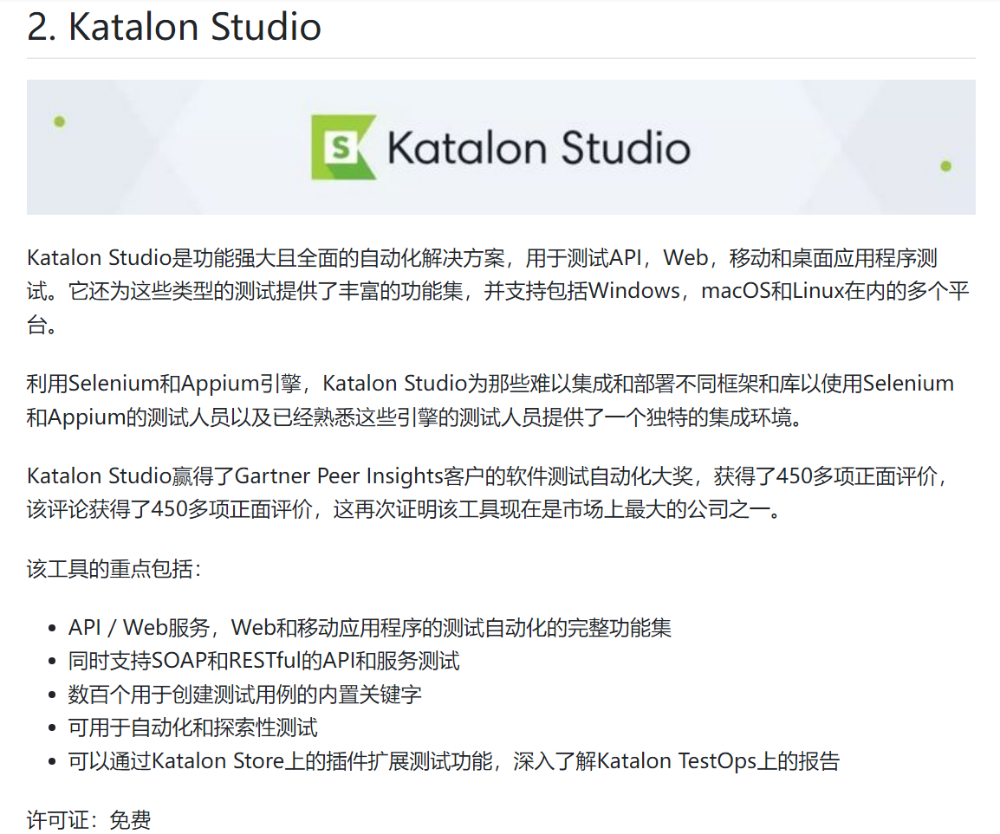 2. Katalon Studio
S Katalon Studio
Katalon Studio是功能强大且全面的自动化解决方案，用于测试API，Web，移动和桌面应用程序测
试。它还为这些类型的测试提供了丰富的功能集，并支持包括Windows，macOS和Linux在内的多个平
台。
利用Selenium和Appium引擎，Katalon Studio为那些难以集成和部署不同框架和库以使用Selenium
和Appium的测试人员以及已经熟悉这些引擎的测试人员提供了一个独特的集成环境。
Katalon Studio赢得了Gartner Peer Insights客户的软件测试自动化大奖，获得了450多项正面评价，
该评论获得了450多项正面评价，这再次证明该工具现在是市场上最大的公司之一。
该工具的重点包括：
• API / Web服务，Web和移动应用程序的测试自动化的完整功能集
• 同时支持SOAP和RESTful的API和服务测试
• 数百个用于创建测试用例的内置关键字
• 可用于自动化和探索性测试
• 可以通过Katalon Store上的插件扩展测试功能，深入了解Katalon TestOps上的报告
许可证：免费